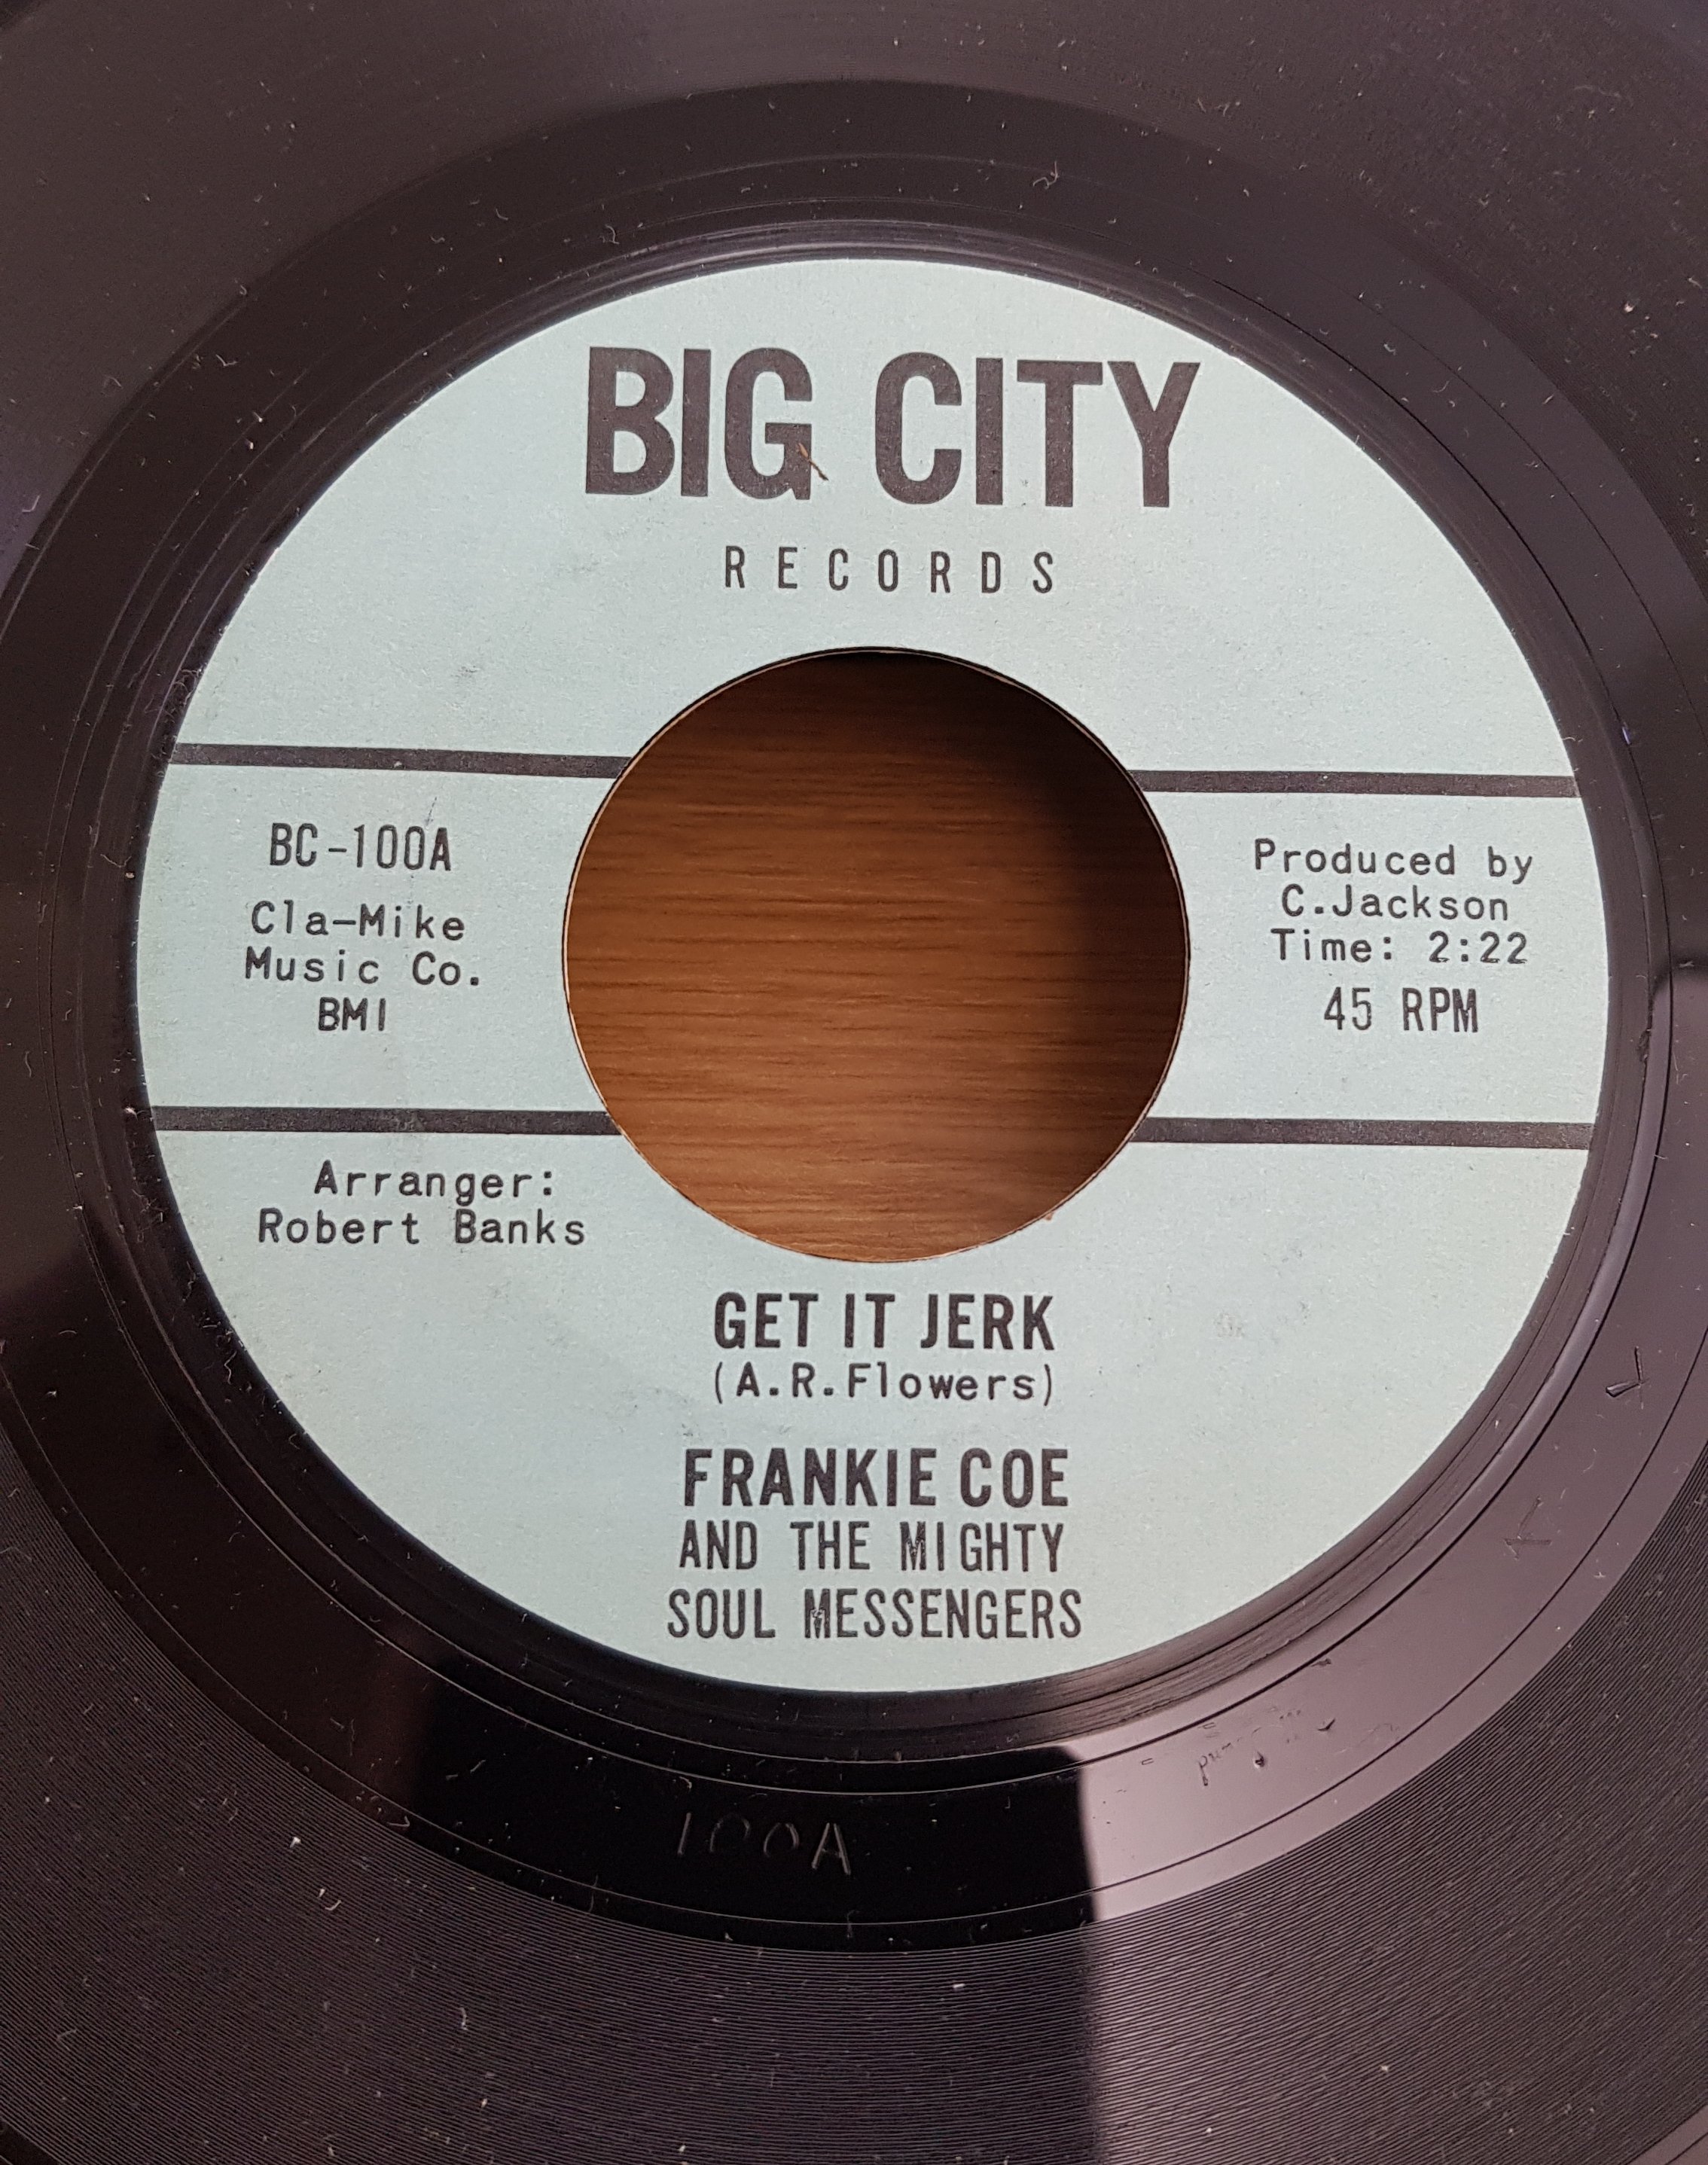 BIG CITY
RECORDS
BC-100A
Cla-Mike
Music Co.
BMI
Produced by
C.Jackson
Time: 2:22
45 RPM
Arranger:
Robert Banks
GET IT JERK
(A.R.Flowers)
FRANKIE COE
AND THE MIGHTY
SOUL MESSENGERS
100A